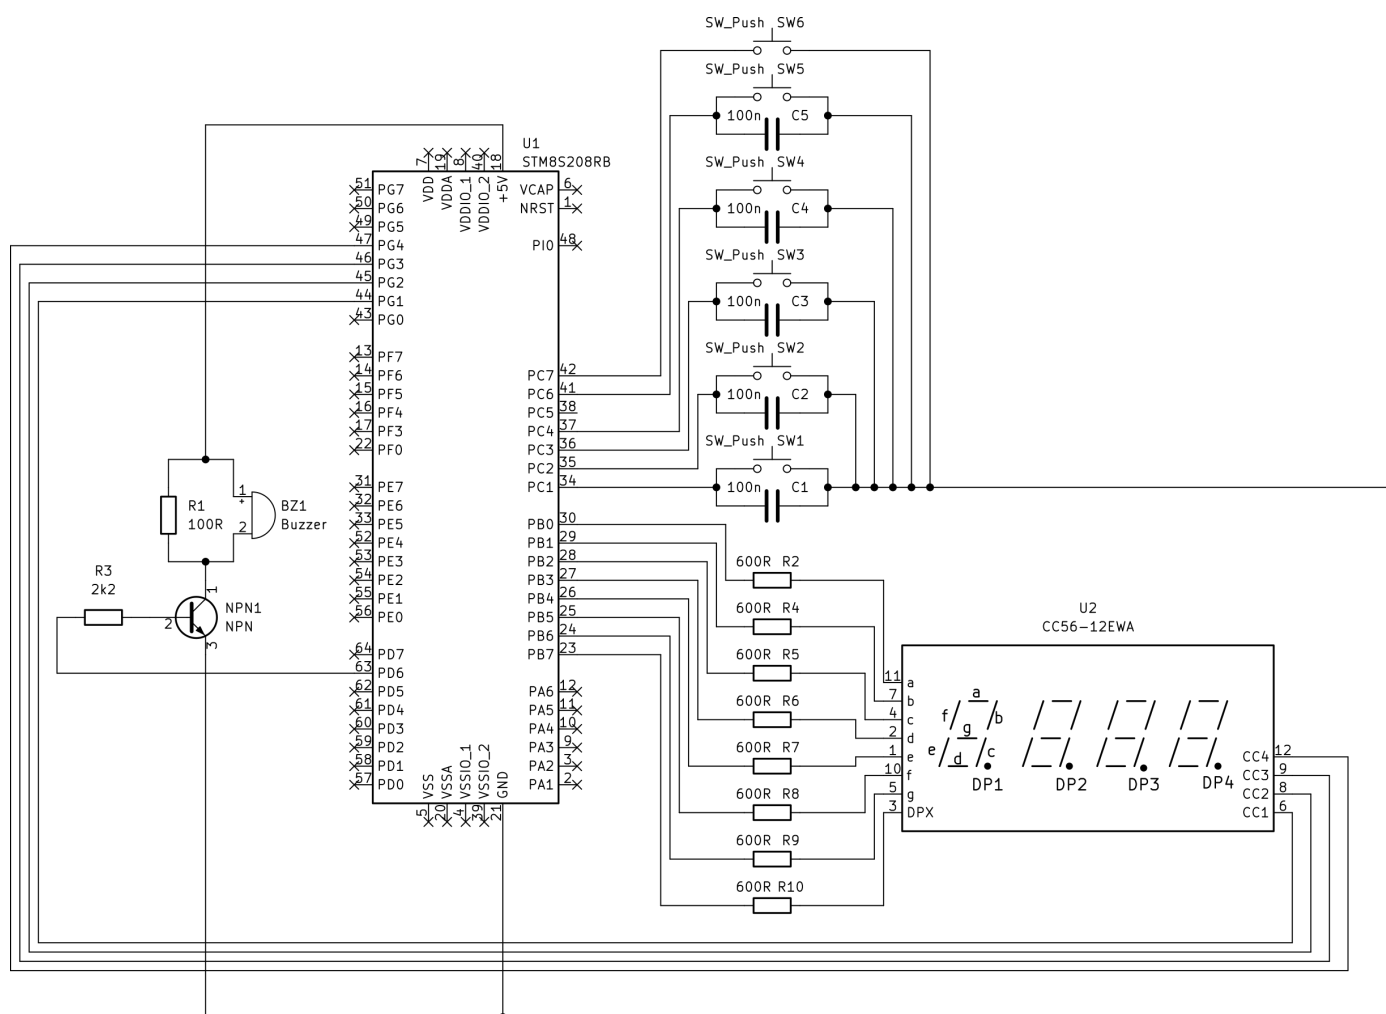 SW_Push SW6
SW_Push SW5
100n C5
SW_Push SW4
100n C4
SW_Push SW3
100n C3
SW_Push SW2
100n C2
SW_Push SW1
100n C1
U1
STM8S208RB
7 19 8 40 18
VDD VDDA VDDIO_1 VDDIO_2 +5V
51 PG7
50 PG6
49 PG5
47 PG4
46 PG3
45 PG2
44 PG1
43 PG0
13 PF7
14 PF6
15 PF5
16 PF4
17 PF3
22 PF0
31 PE7
32 PE6
33 PE5
52 PE4
53 PE3
54 PE2
55 PE1
56 PE0
64 PD7
63 PD6
62 PD5
61 PD4
60 PD3
59 PD2
58 PD1
57 PD0
VCAP 6
NRST 1
PI0 48
PC7 42
PC6 41
PC5 38
PC4 37
PC3 36
PC2 35
PC1 34
PB0 30
PB1 29
PB2 28
PB3 27
PB4 26
PB5 25
PB6 24
PB7 23
PA6 12
PA5 11
PA4 10
PA3 9
PA2 3
PA1 2
VSS VSSA VSSIO_1 VSSIO_2 GND
5 20 4 39 21
R1
100R
1
+
2
BZ1
Buzzer
R3
2k2
1
2
3
NPN1
NPN
600R R2
600R R4
600R R5
600R R6
600R R7
600R R8
600R R9
600R R10
U2
CC56-12EWA
11 a
7 b
4 c
2 d
1 e
10 f
5 g
3 DPX
a
f b
g
e c
d
DP1 DP2 DP3 DP4
CC4 12
CC3 9
CC2 8
CC1 6